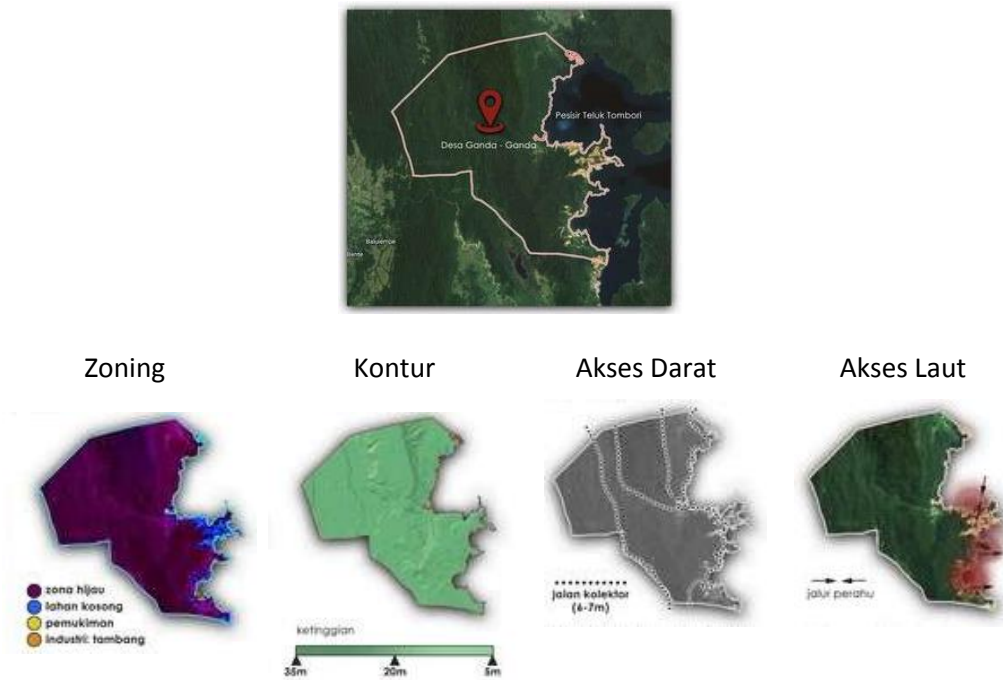 Pesisir Teluk Tombori
Desa Ganda - Ganda
Zoning
Kontur
Akses Darat
Akses Laut
zona hijau
lahan kosong
pemukiman
industri: tambang
ketinggian
35m
20m
5m
jalan kolektor
(6-7m)
jalur perahu